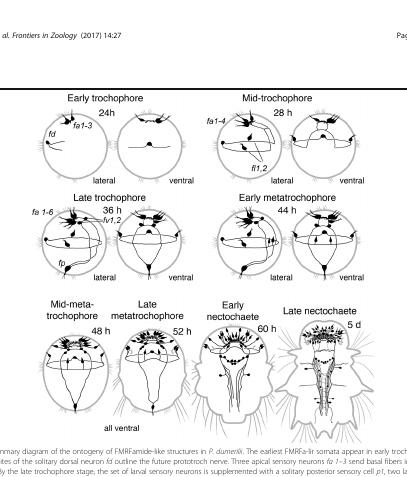 al. Frontiers in Zoology (2017) 14:27
Early trochophore
Mid-trochophore
24h
28 h
fa1-3
fd
fa1-4
fl1,2
lateral
ventral
lateral
ventral
Late trochophore
Early metatrochophore
fa 1-6
36 h
44 h
fv1,2
fp
lateral
ventral
lateral
ventral
Mid-meta-
trochophore
Late
metatrochophore
Early
nectochaete
Late nectochaete
48 h
52 h
60 h
5 d
all ventral
mmary diagram of the ontogeny of FMRFamide-like structures in P. dumerilii. The earliest FMRFa-lir somata appear in early troch
ites of the solitary dorsal neuron fd outline the future prototroch nerve. Three apical sensory neurons fa 1–3 send basal fibers i
By the late trochophore stage, the set of larval sensory neurons is supplemented with a solitary posterior sensory cell p1, two la